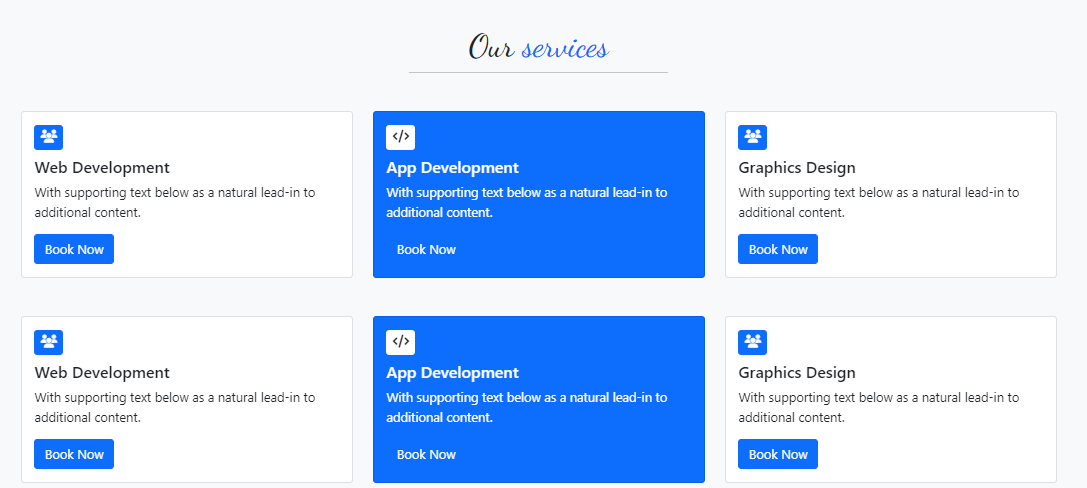 Our services
Web Development
With supporting text below as a natural lead-in to
additional content.
Book Now
</> 
App Development
With supporting text below as a natural lead-in to
additional content.
Book Now
Graphics Design
With supporting text below as a natural lead-in to
additional content.
Book Now
Web Development
With supporting text below as a natural lead-in to
additional content.
Book Now
</> 
App Development
With supporting text below as a natural lead-in to
additional content.
Book Now
Graphics Design
With supporting text below as a natural lead-in to
additional content.
Book Now